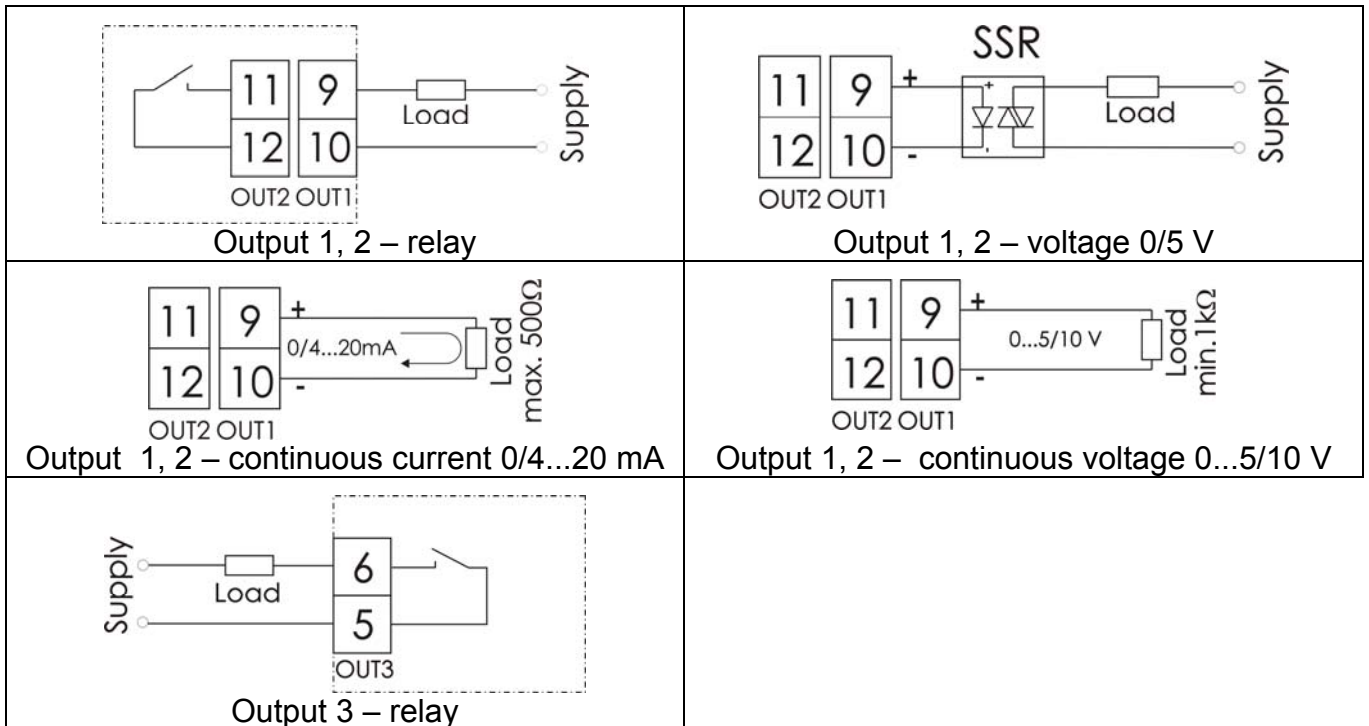 11 9
Load
12 10
Supply
OUT2 OUT1
Output 1, 2 – relay
SSR
11 9 +
+
Load
12 10 -
-
Supply
OUT2 OUT1
Output 1, 2 – voltage 0/5 V
11 9 +
0/4...20mA
12 10 -
Load
max. 500Ω
OUT2 OUT1
Output 1, 2 – continuous current 0/4...20 mA
11 9 +
0...5/10 V
12 10 -
Load
min.1kΩ
OUT2 OUT1
Output 1, 2 – continuous voltage 0...5/10 V
Supply
6
Load
5
OUT3
Output 3 – relay